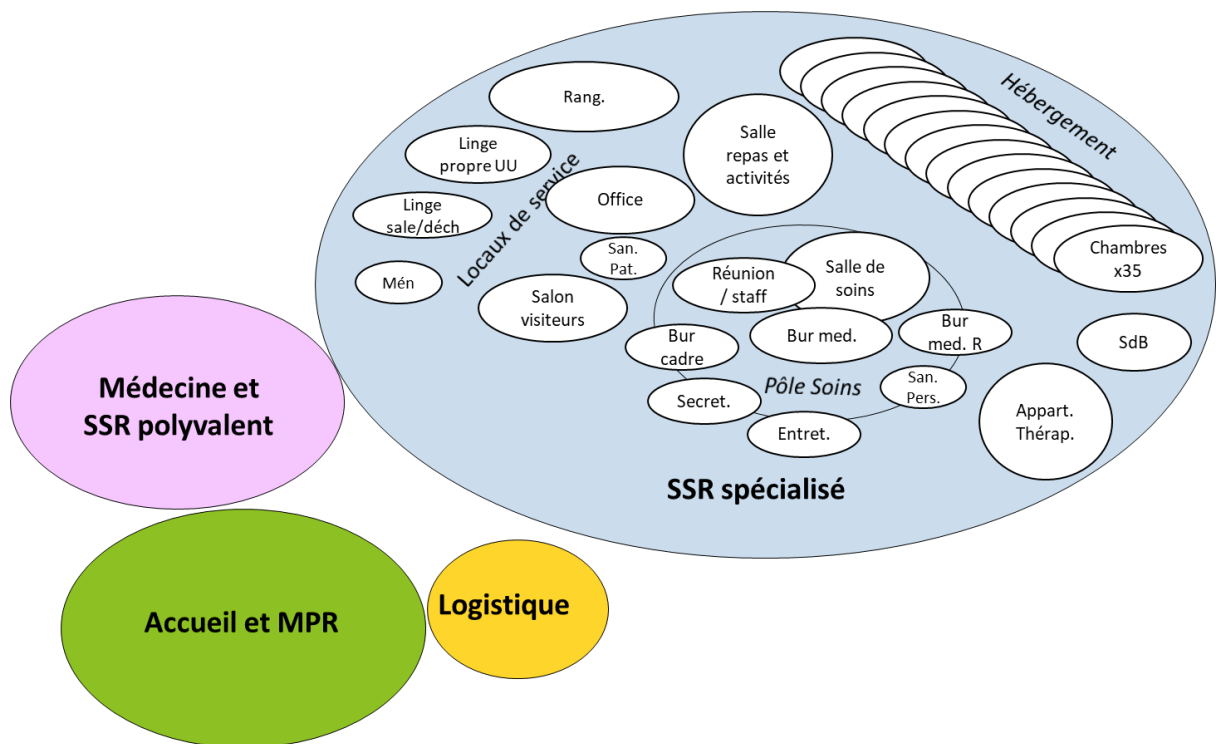 Rang.
Linge
propre UU
Linge
sale/déch
Mén
Locaux de service
Office
San.
Pat.
Salon
visiteurs
Salle
repas et
activités
Hébergement
Chambres
x35
Réunion
/ staff
Salle de
soins
Bur
cadre
Bur med.
Bur
med. R
Secret.
Pôle Soins
San.
Pers.
Entret.
SdB
Appart.
Thérap.
SSR spécialisé
Médecine et
SSR polyvalent
Accueil et MPR
Logistique